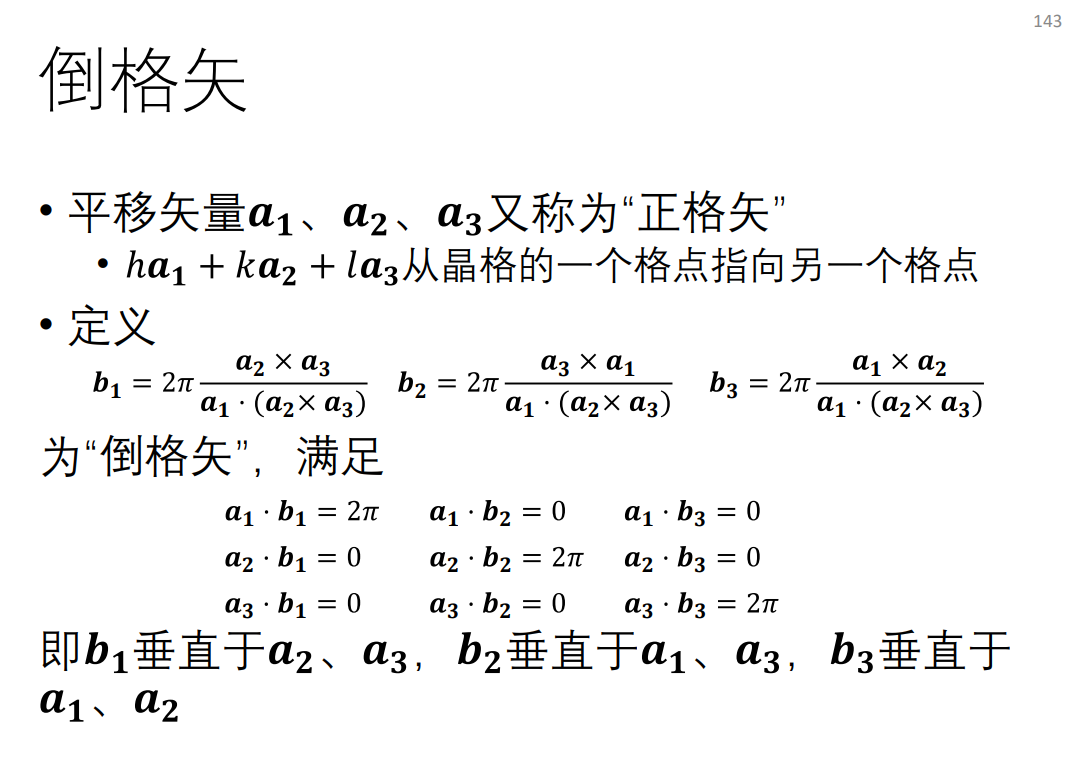 143
倒格矢
• 平移矢量𝒂₁、𝒂₂、𝒂₃又称为“正格矢”
• ℎ𝒂₁ + 𝑘𝒂₂ + 𝑙𝒂₃从晶格的一个格点指向另一个格点
• 定义
𝒃₁ = 2𝜋 (𝒂₂ × 𝒂₃)/(𝒂₁ · (𝒂₂× 𝒂₃)) 𝒃₂ = 2𝜋 (𝒂₃ × 𝒂₁)/(𝒂₁ · (𝒂₂× 𝒂₃)) 𝒃₃ = 2𝜋 (𝒂₁ × 𝒂₂)/(𝒂₁ · (𝒂₂× 𝒂₃))
为“倒格矢”，满足
𝒂₁ · 𝒃₁ = 2𝜋 𝒂₁ · 𝒃₂ = 0 𝒂₁ · 𝒃₃ = 0
𝒂₂ · 𝒃₁ = 0 𝒂₂ · 𝒃₂ = 2𝜋 𝒂₂ · 𝒃₃ = 0
𝒂₃ · 𝒃₁ = 0 𝒂₃ · 𝒃₂ = 0 𝒂₃ · 𝒃₃ = 2𝜋
即𝒃₁垂直于𝒂₂、𝒂₃，𝒃₂垂直于𝒂₁、𝒂₃，𝒃₃垂直于
𝒂₁、𝒂₂